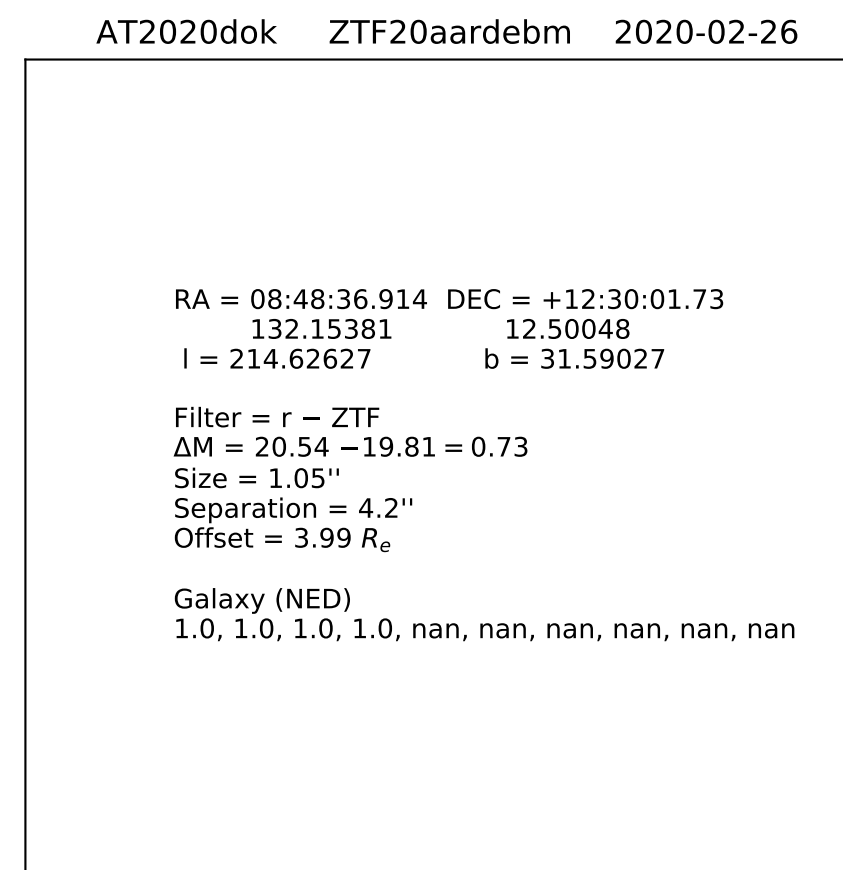 AT2020dok ZTF20aardebm 2020-02-26
RA = 08:48:36.914 DEC = +12:30:01.73
132.15381 12.50048
l = 214.62627 b = 31.59027
Filter = r − ZTF
ΔM = 20.54 −19.81 = 0.73
Size = 1.05''
Separation = 4.2''
Offset = 3.99 Re
Galaxy (NED)
1.0, 1.0, 1.0, 1.0, nan, nan, nan, nan, nan, nan